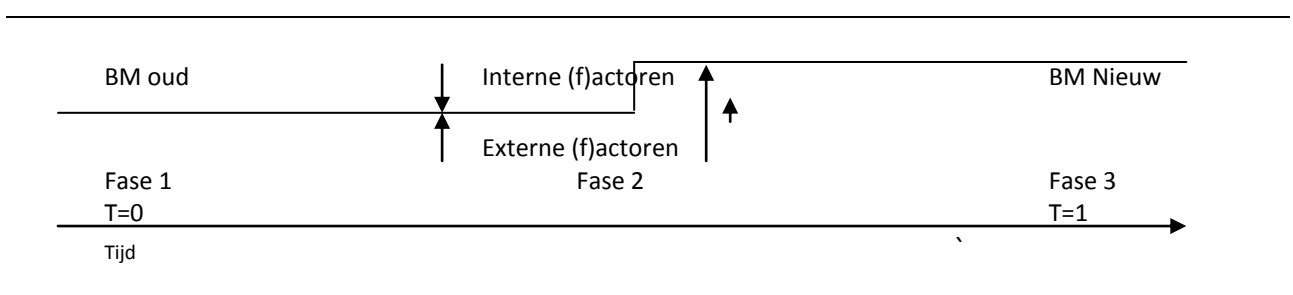 BM oud Interne (f)actoren BM Nieuw
Externe (f)actoren
Fase 1 Fase 2 Fase 3
T=0 T=1
`
Tijd